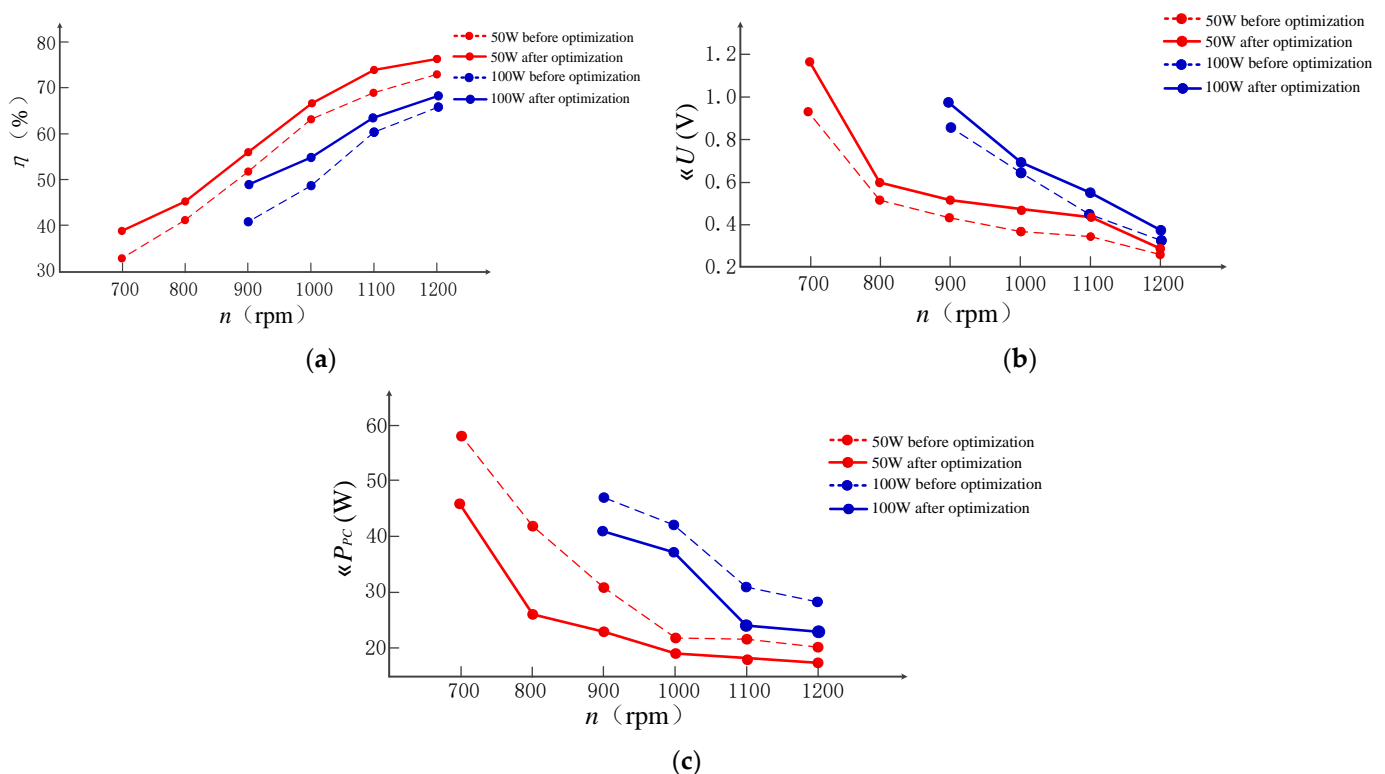 80
70
60
50
40
30
η （%）
700 800 900 1000 1100 1200
n （rpm）
50W before optimization
50W after optimization
100W before optimization
100W after optimization
(a)
1.2
1.0
0.8
0.6
0.4
0.2
«U (V)
700 800 900 1000 1100 1200
n （rpm）
50W before optimization
50W after optimization
100W before optimization
100W after optimization
(b)
60
50
40
30
20
«PPC (W)
700 800 900 1000 1100 1200
n （rpm）
50W before optimization
50W after optimization
100W before optimization
100W after optimization
(c)